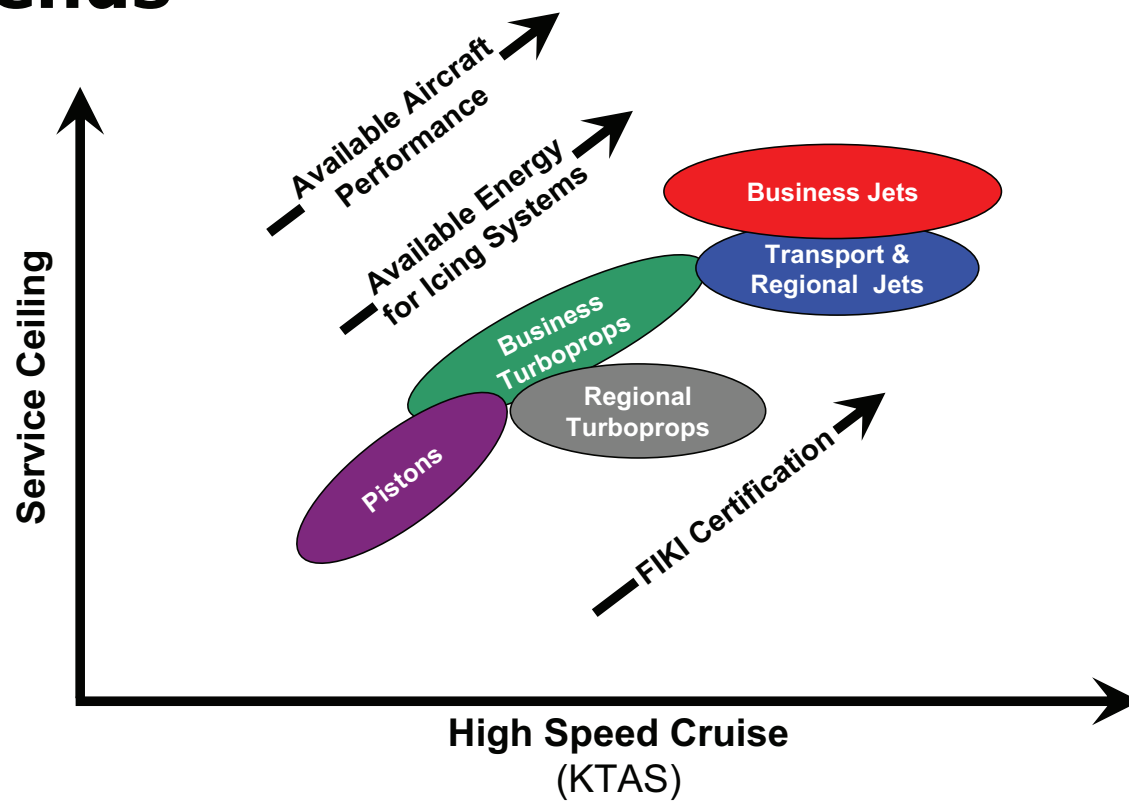 Available Aircraft
Performance
Available Energy
for Icing Systems
Business Jets
Transport &
Regional Jets
Business
Turboprops
Regional
Turboprops
Pistons
FIKI Certification
Service Ceiling
High Speed Cruise
(KTAS)